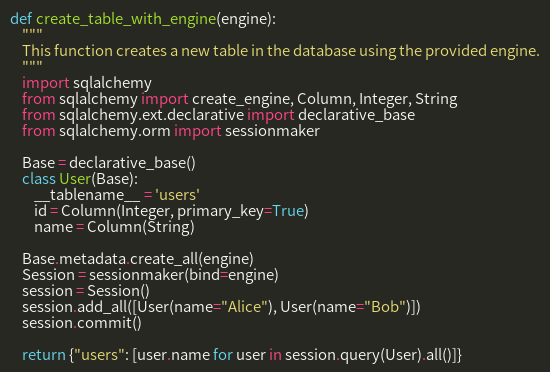 def create_table_with_engine(engine):
    """
    This function creates a new table in the database using the provided engine.
    """
    import sqlalchemy
    from sqlalchemy import create_engine, Column, Integer, String
    from sqlalchemy.ext.declarative import declarative_base
    from sqlalchemy.orm import sessionmaker

    Base = declarative_base()
    class User(Base):
        __tablename__ = 'users'
        id = Column(Integer, primary_key=True)
        name = Column(String)

    Base.metadata.create_all(engine)
    Session = sessionmaker(bind=engine)
    session = Session()
    session.add_all([User(name="Alice"), User(name="Bob")])
    session.commit()

    return {"users": [user.name for user in session.query(User).all()]}